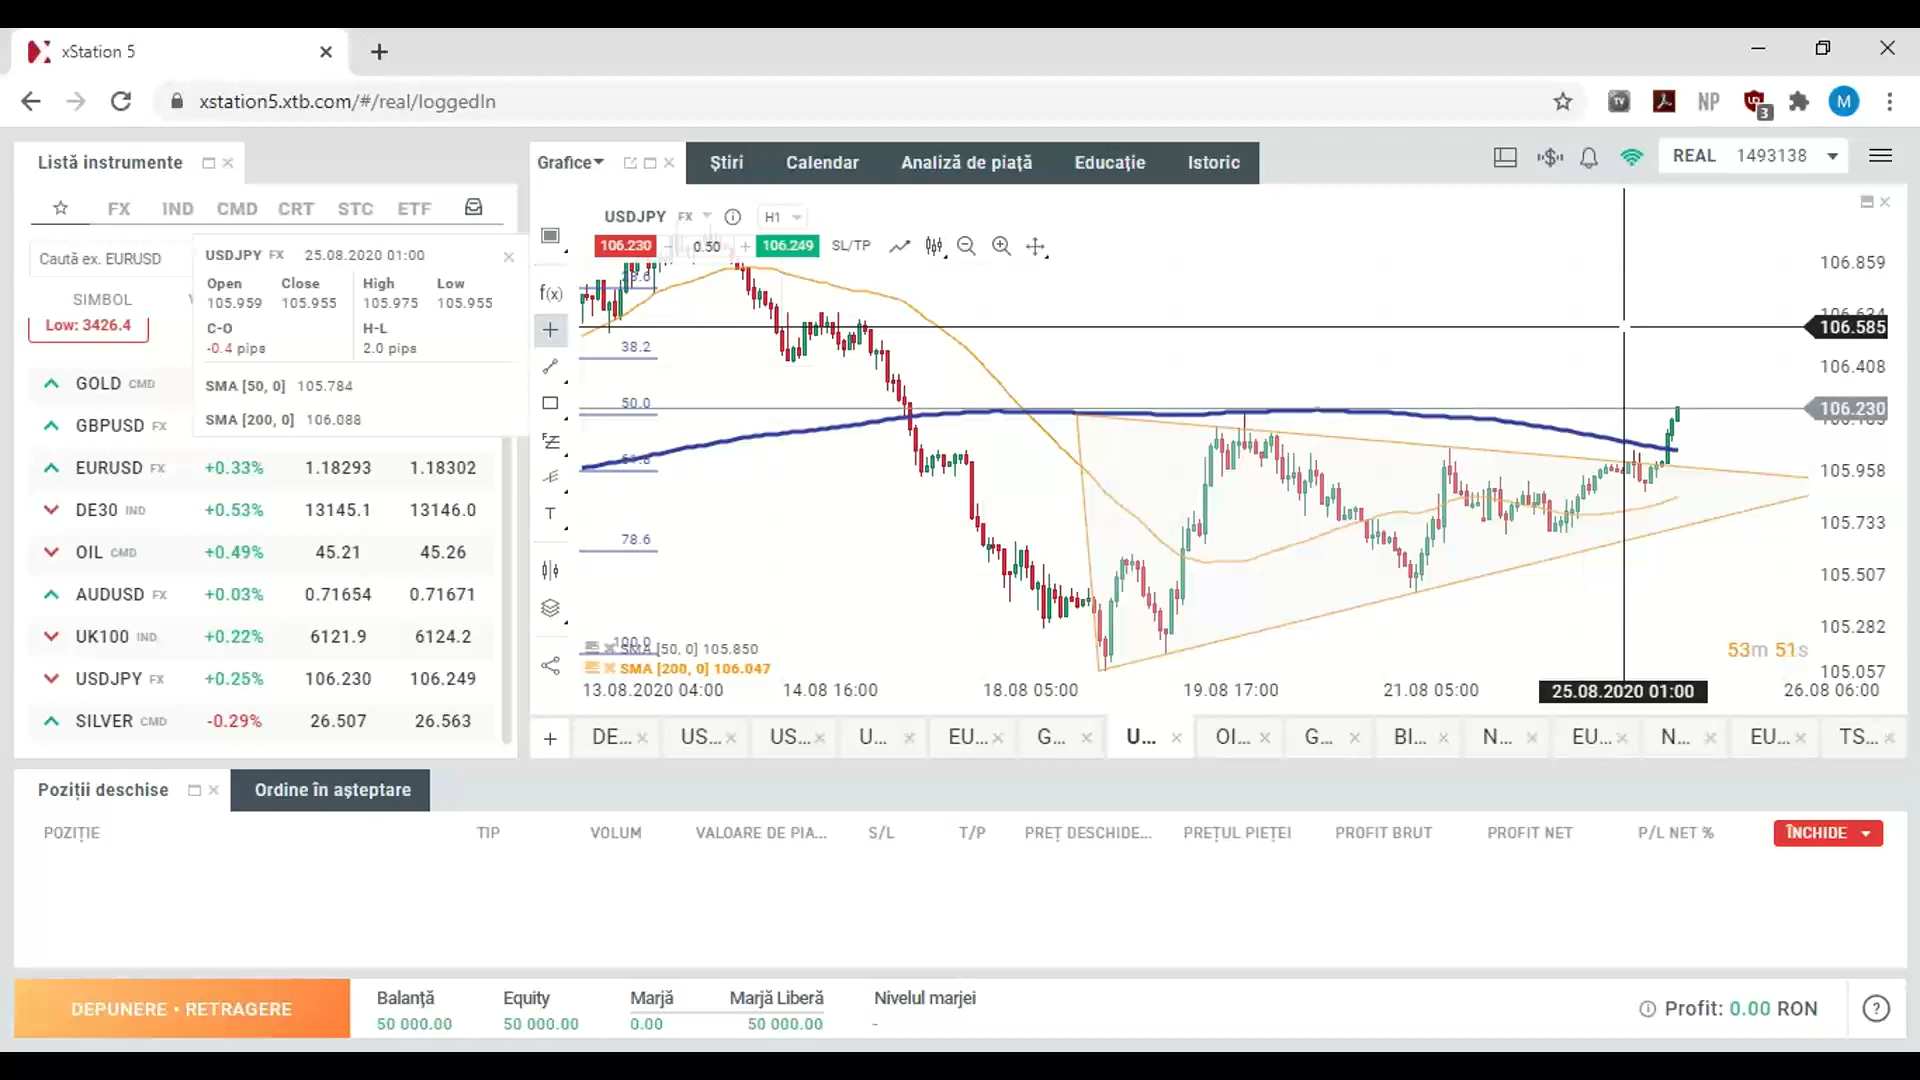 xStation 5
xstation5.xtb.com/#/real/loggedIn
NP
3
M
Listă instrumente
Grafice
Știri
Calendar
Analiză de piață
Educație
Istoric
REAL 1493138
FX IND CMD CRT STC ETF
Caută ex. EURUSD
SIMBOL
Low: 3426.4
USDJPY FX 25.08.2020 01:00
Open Close High Low
105.959 105.955 105.975 105.955
C-O H-L
-0.4 pips 2.0 pips
SMA [50, 0] 105.784
SMA [200, 0] 106.088
GOLD CMD
GBPUSD FX
EURUSD FX +0.33% 1.18293 1.18302
DE30 IND +0.53% 13145.1 13146.0
OIL CMD +0.49% 45.21 45.26
AUDUSD FX +0.03% 0.71654 0.71671
UK100 IND +0.22% 6121.9 6124.2
USDJPY FX +0.25% 106.230 106.249
SILVER CMD -0.29% 26.507 26.563
USDJPY FX H1
106.230 0.50 106.249 SL/TP
f(x)
T
38.2
50.0
78.6
100.0
106.859
106.585
106.408
106.230
105.958
105.733
105.507
105.282
105.057
53m 51s
SMA [50, 0] 105.850
SMA [200, 0] 106.047
13.08.2020 04:00 14.08 16:00 18.08 05:00 19.08 17:00 21.08 05:00 25.08.2020 01:00 26.08 06:00
DE... US... US... U... EU... G... U... OI... G... BI... N... EU... N... EU... TS...
Poziții deschise
Ordine în așteptare
POZIȚIE TIP VOLUM VALOARE DE PIA... S/L T/P PREȚ DESCHIDE... PREȚUL PIEȚEI PROFIT BRUT PROFIT NET P/L NET % ÎNCHIDE
DEPUNERE • RETRAGERE
Balanță Equity Marjă Marjă Liberă Nivelul marjei
50 000.00 50 000.00 0.00 50 000.00 -
Profit: 0.00 RON